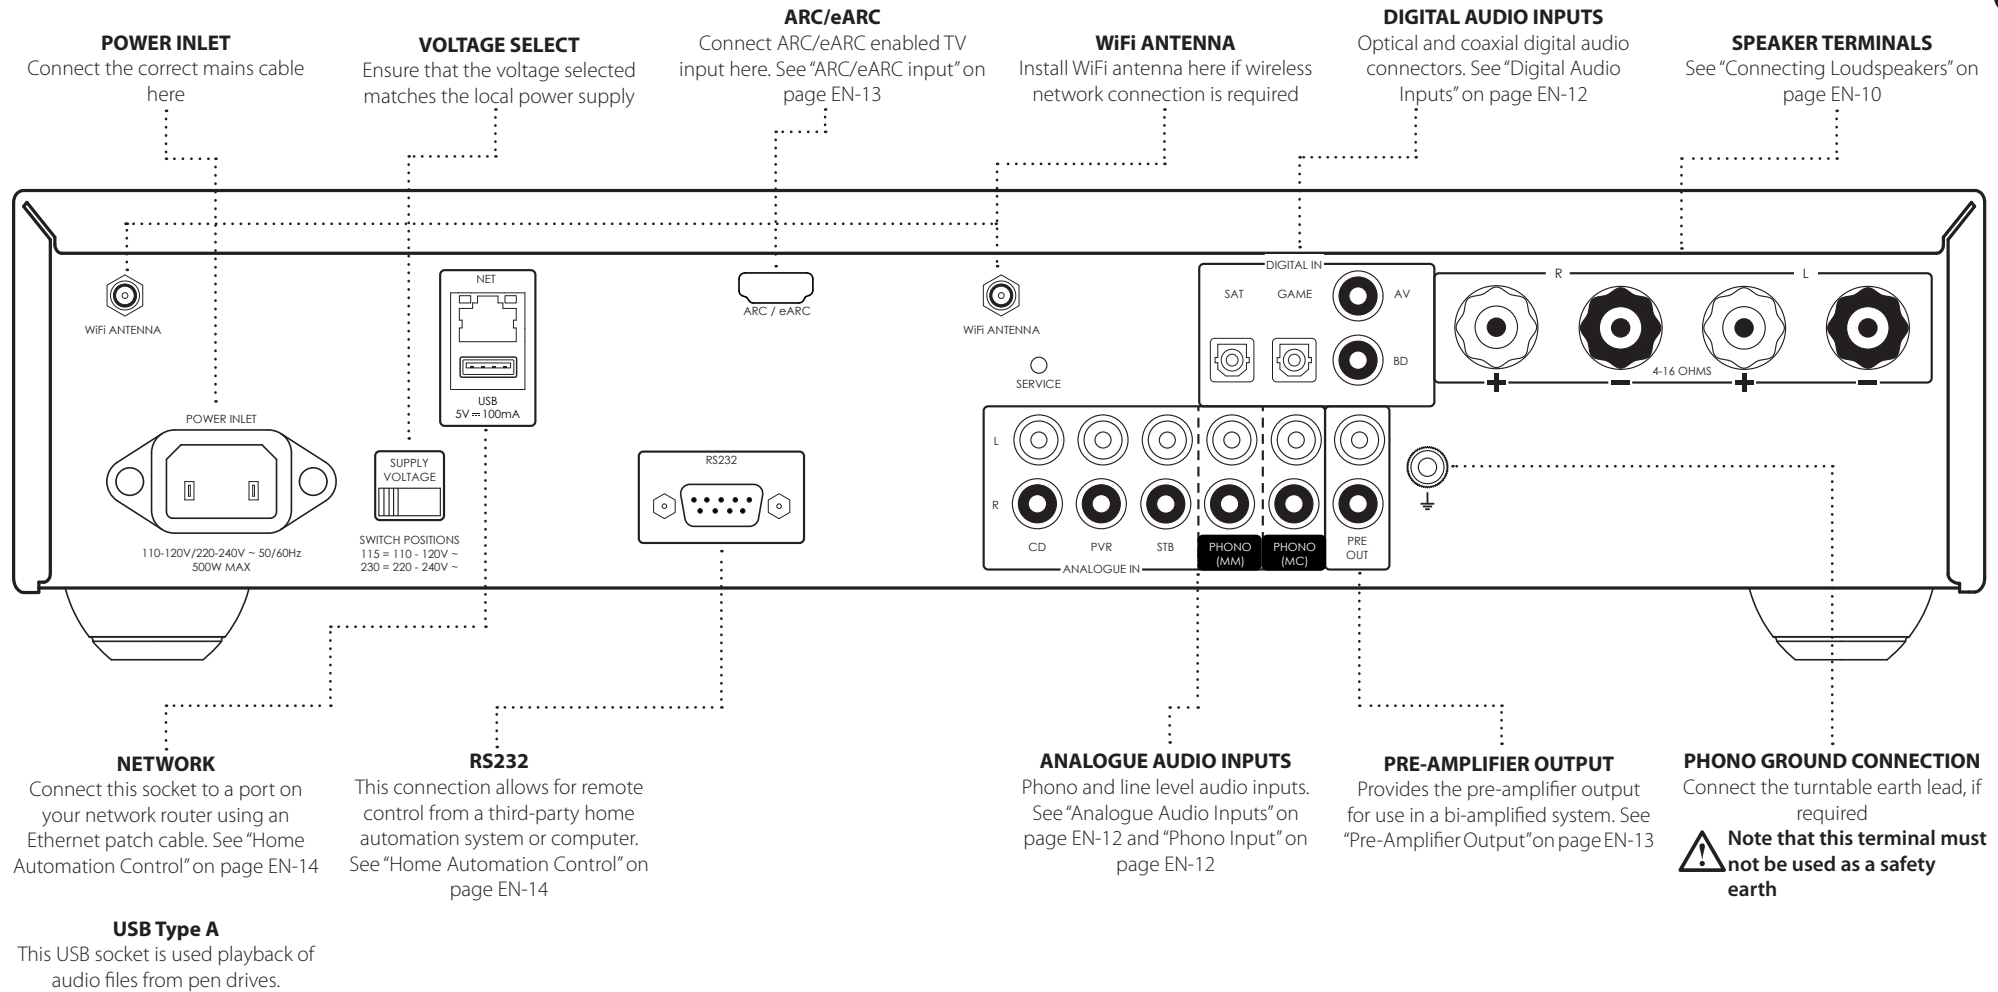 POWER INLET
Connect the correct mains cable
here
VOLTAGE SELECT
Ensure that the voltage selected
matches the local power supply
ARC/eARC
Connect ARC/eARC enabled TV
input here. See “ARC/eARC input” on
page EN-13
WiFi ANTENNA
Install WiFi antenna here if wireless
network connection is required
DIGITAL AUDIO INPUTS
Optical and coaxial digital audio
connectors. See “Digital Audio
Inputs” on page EN-12
SPEAKER TERMINALS
See “Connecting Loudspeakers” on
page EN-10
WiFi ANTENNA
NET
USB
5V⎓100mA
ARC / eARC
WiFi ANTENNA
SERVICE
DIGITAL IN
SAT
GAME
AV
BD
R
L
4-16 OHMS
+
−
+
−
POWER INLET
110-120V/220-240V ~ 50/60Hz
500W MAX
SUPPLY
VOLTAGE
SWITCH POSITIONS
115 = 110 - 120V ~
230 = 220 - 240V ~
RS232
L
R
CD
PVR
STB
PHONO
(MM)
PHONO
(MC)
PRE
OUT
ANALOGUE IN
NETWORK
Connect this socket to a port on
your network router using an
Ethernet patch cable. See “Home
Automation Control” on page EN-14
USB Type A
This USB socket is used playback of
audio files from pen drives.
RS232
This connection allows for remote
control from a third-party home
automation system or computer.
See “Home Automation Control” on
page EN-14
ANALOGUE AUDIO INPUTS
Phono and line level audio inputs.
See “Analogue Audio Inputs” on
page EN-12 and “Phono Input” on
page EN-12
PRE-AMPLIFIER OUTPUT
Provides the pre-amplifier output
for use in a bi-amplified system. See
“Pre-Amplifier Output” on page EN-13
PHONO GROUND CONNECTION
Connect the turntable earth lead, if
required
Note that this terminal must
not be used as a safety
earth